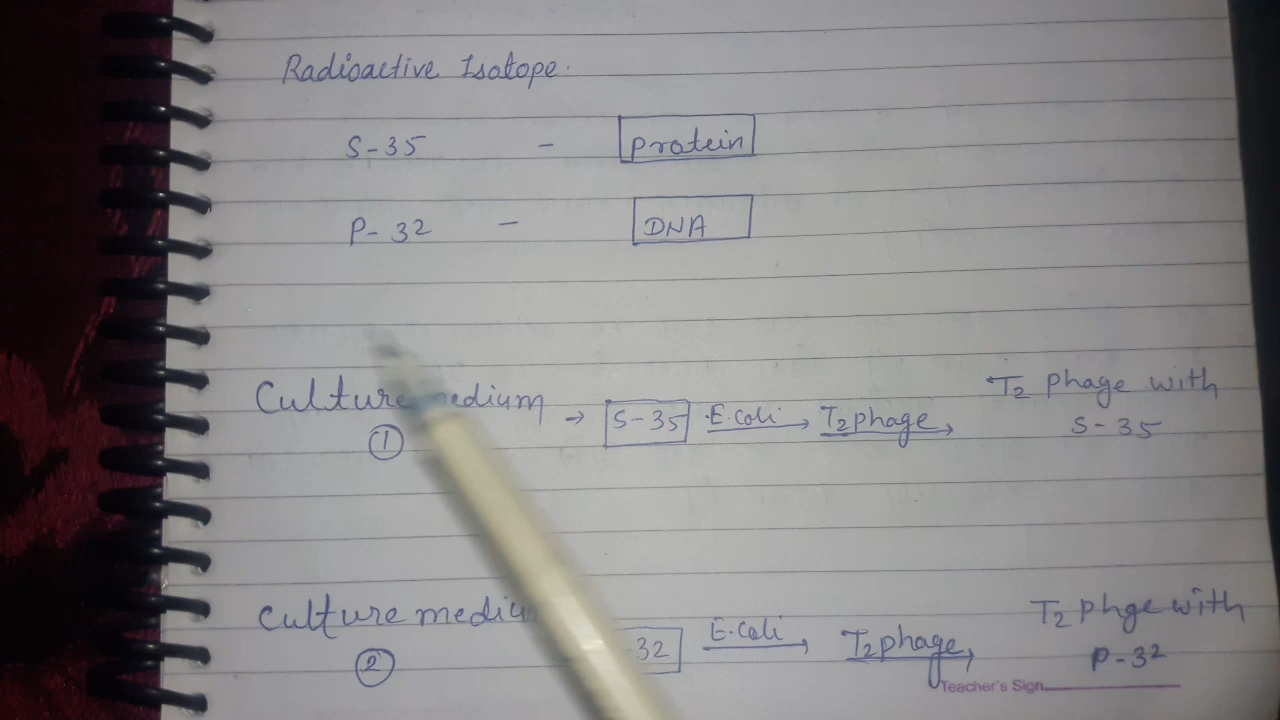 Radioactive Isotope.
S-35 - protein
P-32 - DNA
Culture medium → S-35 E.Coli → T2 phage → T2 phage with
① S-35
Culture 32 E.Coli → T2 phage → T2 phge with
② P-32
Teacher's Sign